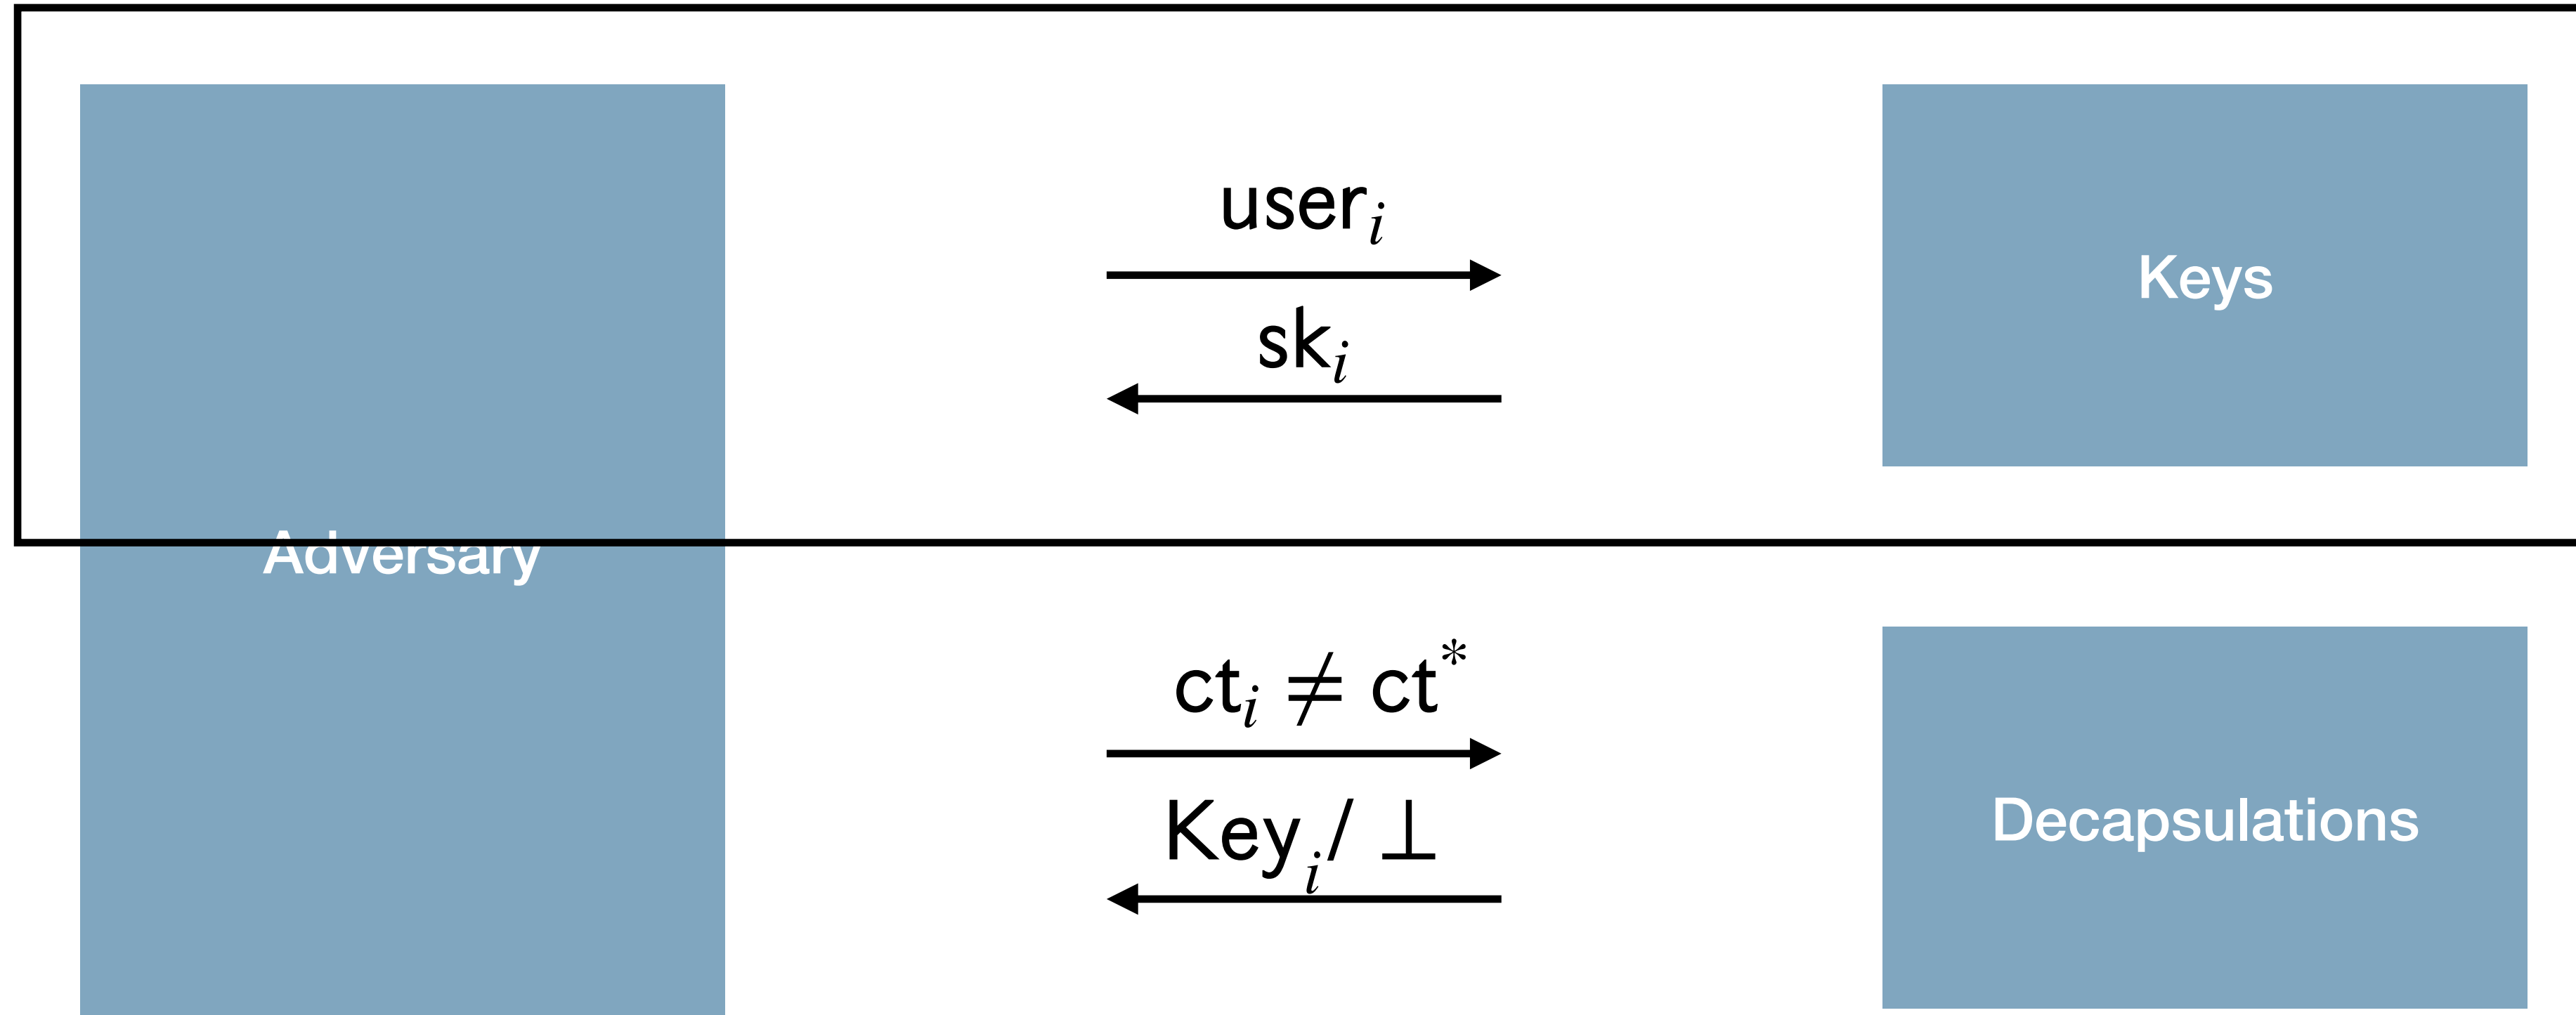 user_i
Keys
sk_i
Adversary
ct_i ≠ ct^*
Key_i / ⊥
Decapsulations